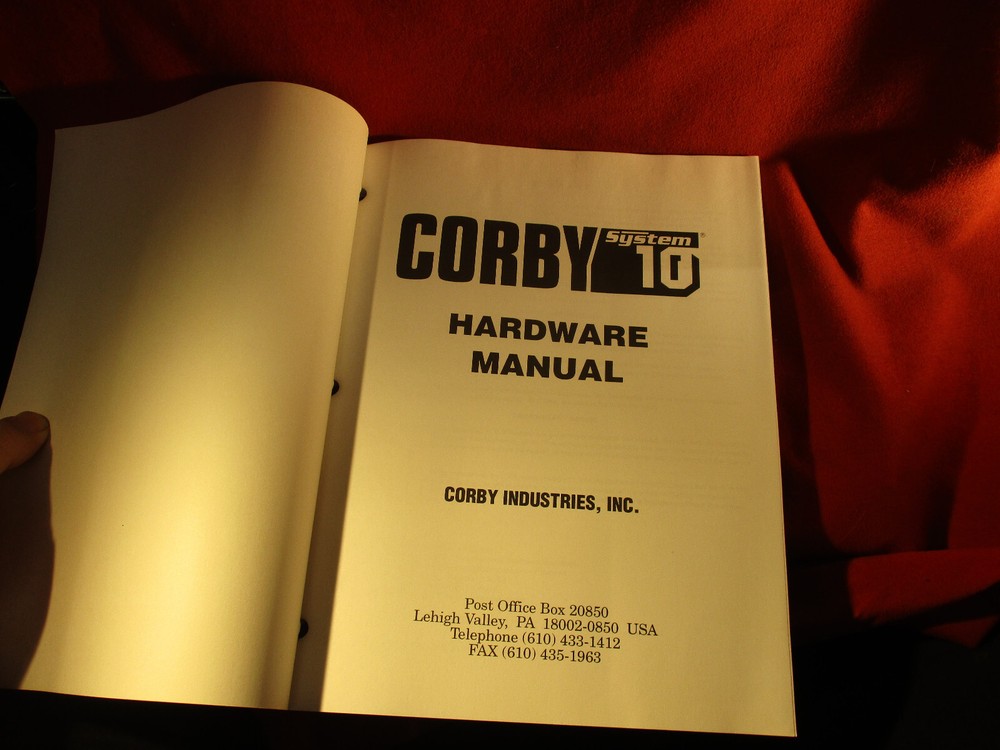 CORBY System 10®
HARDWARE
MANUAL
CORBY INDUSTRIES, INC.
Post Office Box 20850
Lehigh Valley, PA 18002-0850 USA
Telephone (610) 433-1412
FAX (610) 435-1963